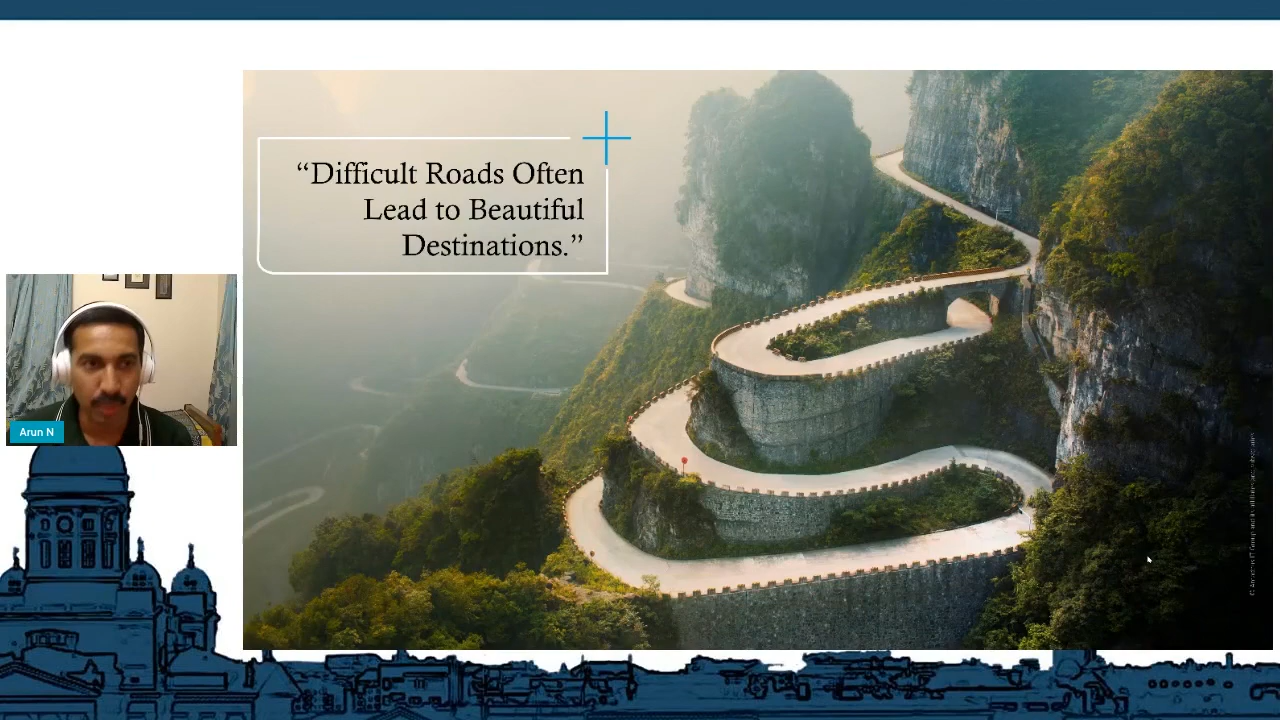 “Difficult Roads Often
Lead to Beautiful
Destinations.”
Arun N